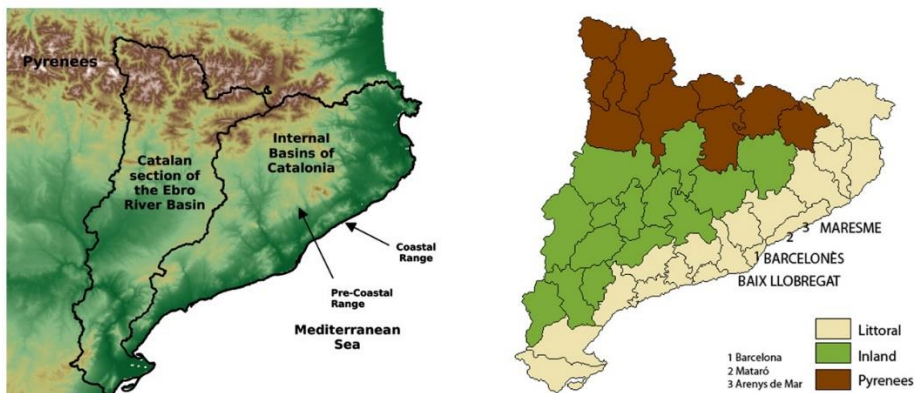 Pyrenees
Catalan
section of
the Ebro
River Basin
Internal
Basins of
Catalonia
Coastal
Range
Pre-Coastal
Range
Mediterranean
Sea
3 MARESME
2
1 BARCELONÈS
BAIX LLOBREGAT
1 Barcelona
2 Mataró
3 Arenys de Mar
Littoral
Inland
Pyrenees